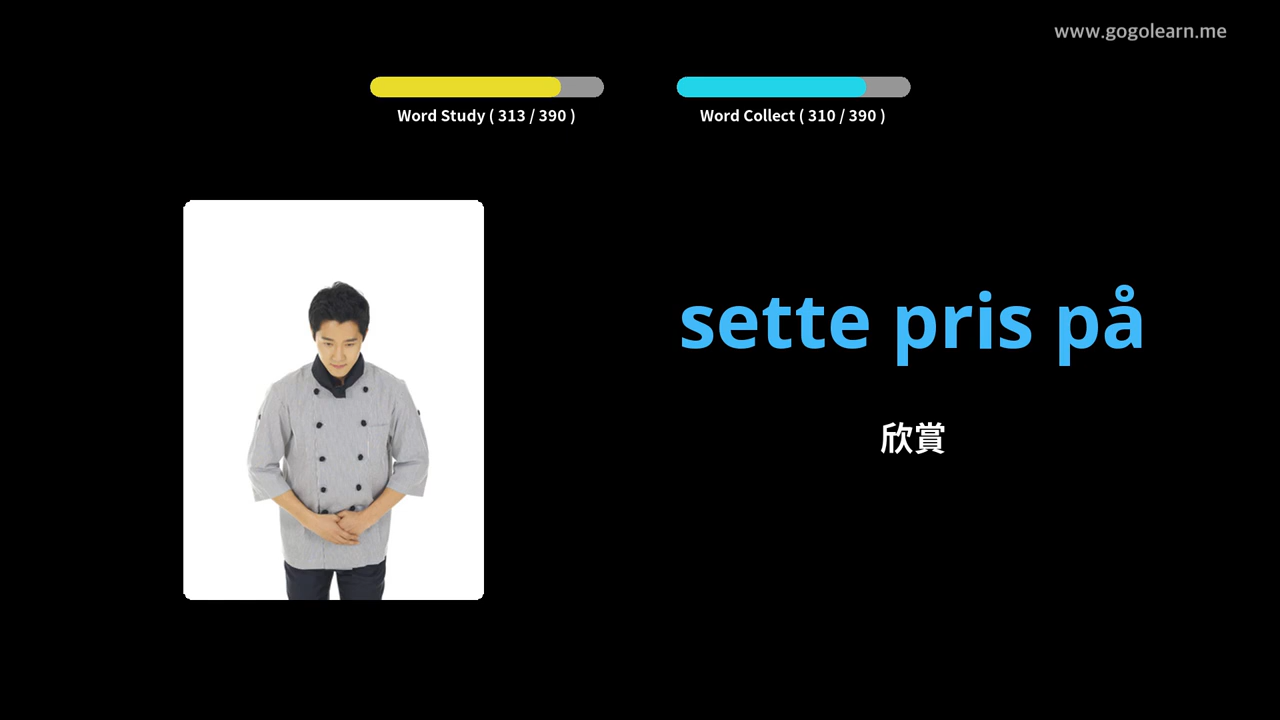 www.gogolearn.me
Word Study ( 313 / 390 )
Word Collect ( 310 / 390 )
sette pris på
欣賞